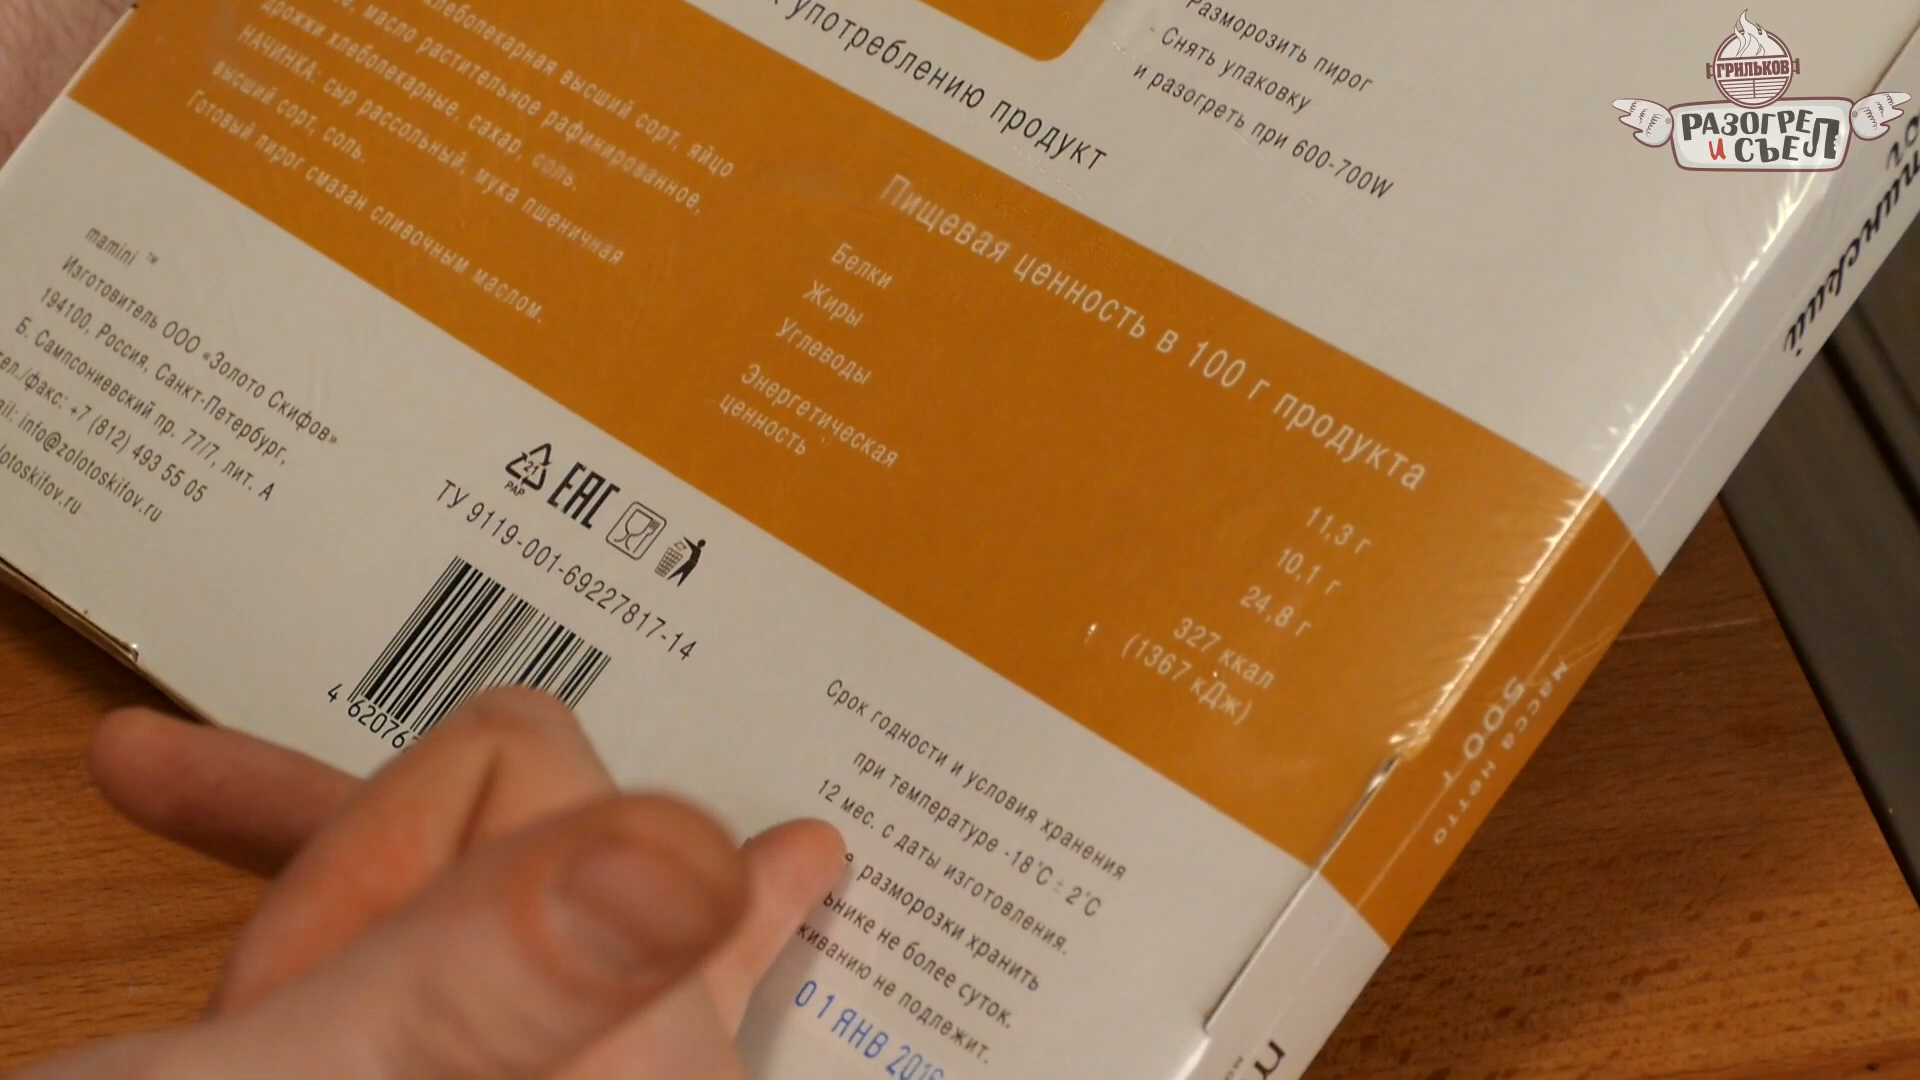 хлебопекарная высший сорт, яйцо
масло растительное рафинированное,
дрожжи хлебопекарные, сахар, соль.
НАЧИНКА: сыр рассольный, мука пшеничная
высший сорт, соль.
Готовый пирог смазан сливочным маслом.
употреблению продукт
Разморозить пирог
- Снять упаковку
и разогреть при 600-700W
ГРИЛЬКОВ
РАЗОГРЕЛ
И СЪЕЛ
Пищевая ценность в 100 г продукта
Белки 11,3 г
Жиры 10,1 г
Углеводы 24,8 г
Энергетическая
ценность
327 ккал
(1367 кДж)
mamini ™
Изготовитель ООО «Золото Скифов»
194100, Россия, Санкт-Петербург,
Б. Сампсониевский пр. 77/7, лит. А
тел./факс: +7 (812) 493 55 05
info@zolotoskifov.ru
21
PAP
EAC
ТУ 9119-001-69227817-14
4 62076
Срок годности и условия хранения
при температуре -18°C ± 2°C
12 мес. с даты изготовления.
разморозки хранить
не более суток.
не подлежит.
0 1 ЯНВ 2016
масса нетто
500 г